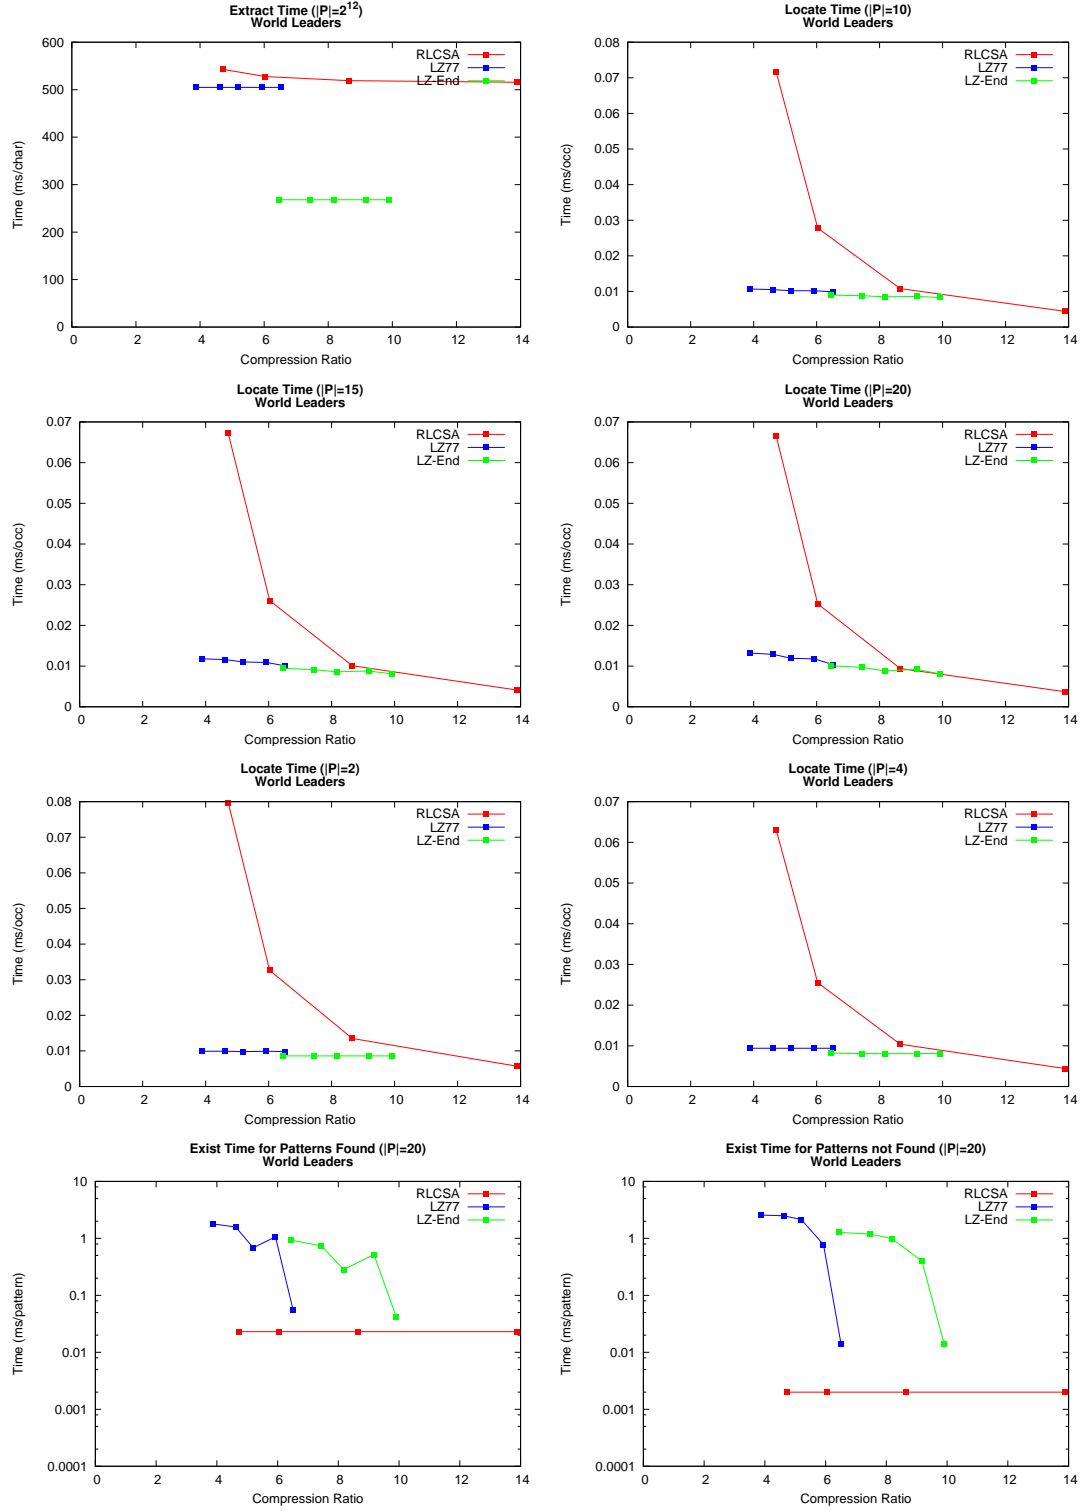 Extract Time (|P|=2^12)
World Leaders
Time (ms/char)
600
500
400
300
200
100
0
0 2 4 6 8 10 12 14
Compression Ratio
RLCSA
LZ77
LZ-End
Locate Time (|P|=10)
World Leaders
Time (ms/occ)
0.08
0.07
0.06
0.05
0.04
0.03
0.02
0.01
0
0 2 4 6 8 10 12 14
Compression Ratio
RLCSA
LZ77
LZ-End
Locate Time (|P|=15)
World Leaders
Time (ms/occ)
0.07
0.06
0.05
0.04
0.03
0.02
0.01
0
0 2 4 6 8 10 12 14
Compression Ratio
RLCSA
LZ77
LZ-End
Locate Time (|P|=20)
World Leaders
Time (ms/occ)
0.07
0.06
0.05
0.04
0.03
0.02
0.01
0
0 2 4 6 8 10 12 14
Compression Ratio
RLCSA
LZ77
LZ-End
Locate Time (|P|=2)
World Leaders
Time (ms/occ)
0.08
0.07
0.06
0.05
0.04
0.03
0.02
0.01
0
0 2 4 6 8 10 12 14
Compression Ratio
RLCSA
LZ77
LZ-End
Locate Time (|P|=4)
World Leaders
Time (ms/occ)
0.07
0.06
0.05
0.04
0.03
0.02
0.01
0
0 2 4 6 8 10 12 14
Compression Ratio
RLCSA
LZ77
LZ-End
Exist Time for Patterns Found (|P|=20)
World Leaders
Time (ms/pattern)
10
1
0.1
0.01
0.001
0.0001
0 2 4 6 8 10 12 14
Compression Ratio
RLCSA
LZ77
LZ-End
Exist Time for Patterns not Found (|P|=20)
World Leaders
Time (ms/pattern)
10
1
0.1
0.01
0.001
0.0001
0 2 4 6 8 10 12 14
Compression Ratio
RLCSA
LZ77
LZ-End